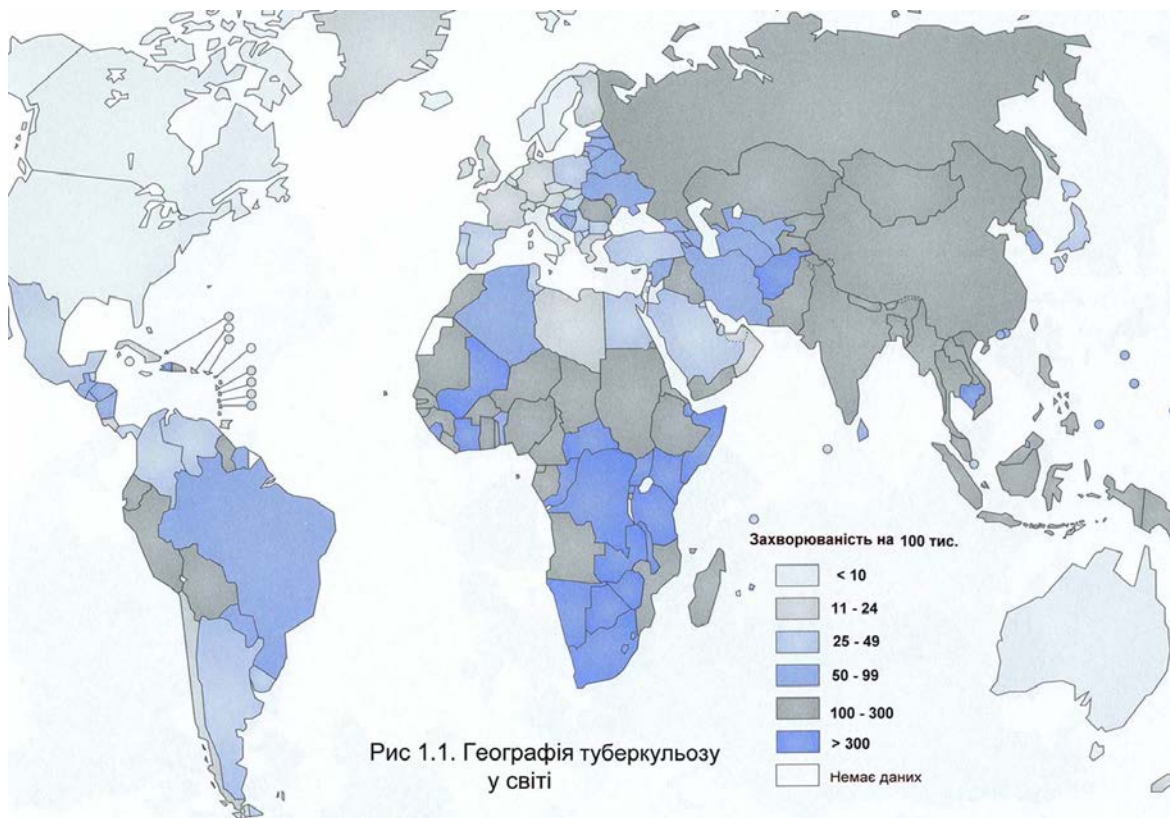 Захворюваність на 100 тис.
< 10
11 - 24
25 - 49
50 - 99
100 - 300
> 300
Немає даних
Рис 1.1. Географія туберкульозу
у світі